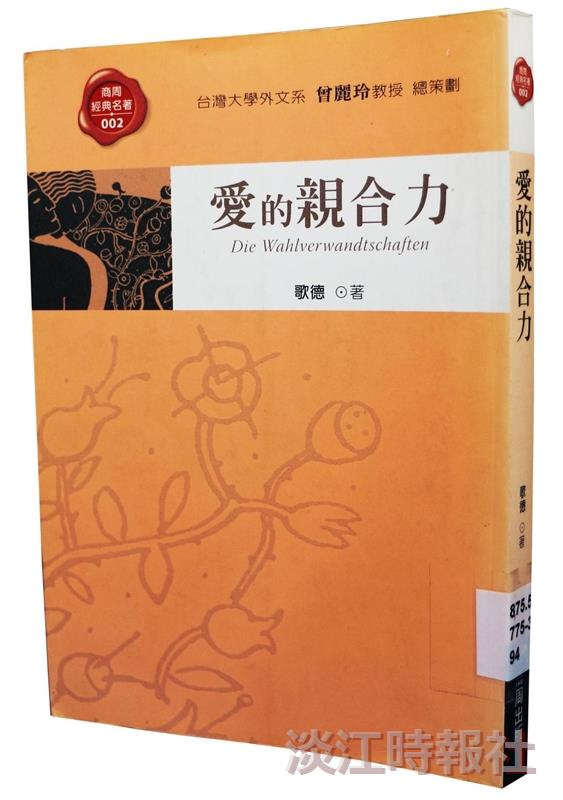 商周
經典名著
002
台灣大學外文系 曾麗玲教授 總策劃
愛的親合力
Die Wahlverwandtschaften
歌德 ⊙著
商周
經典名著
002
愛的親合力
歌德 ⊙著
875.5
775-3
94
周出
淡江時報社